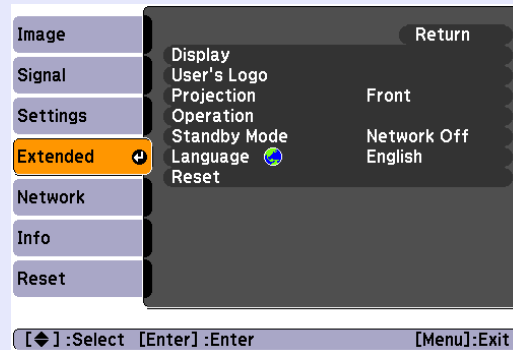 Image
Signal
Settings
Extended
Network
Info
Reset
Return
Display
User's Logo
Projection Front
Operation
Standby Mode Network Off
Language English
Reset
[◆] :Select [Enter] :Enter [Menu]:Exit